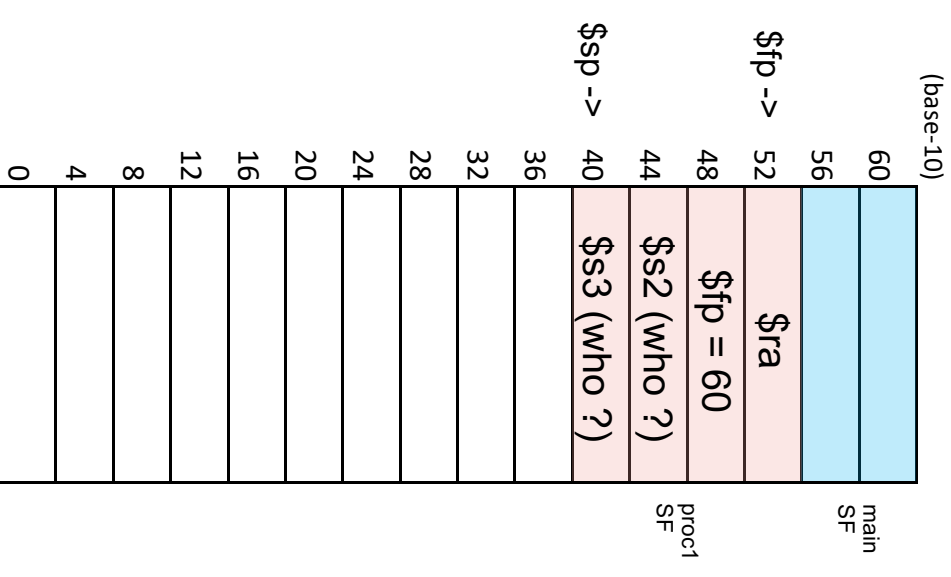 (base-10)
60
56
$fp -> 52 $ra
48 $fp = 60
44 $s2 (who ?)
$sp -> 40 $s3 (who ?)
36
32
28
24
20
16
12
8
4
0
main
SF
proc1
SF